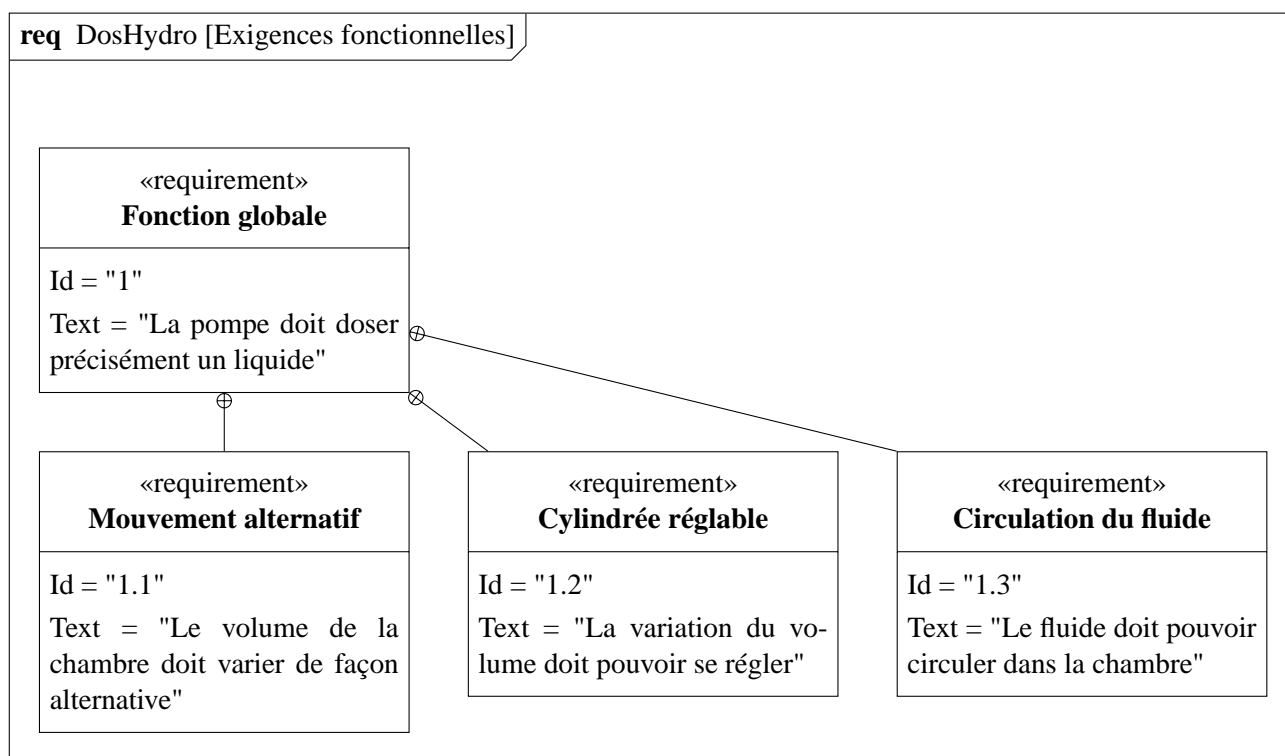 req DosHydro [Exigences fonctionnelles]
«requirement»
Fonction globale
Id = "1"
Text = "La pompe doit doser
précisément un liquide"
«requirement»
Mouvement alternatif
Id = "1.1"
Text = "Le volume de la
chambre doit varier de façon
alternative"
«requirement»
Cylindrée réglable
Id = "1.2"
Text = "La variation du vo-
lume doit pouvoir se régler"
«requirement»
Circulation du fluide
Id = "1.3"
Text = "Le fluide doit pouvoir
circuler dans la chambre"